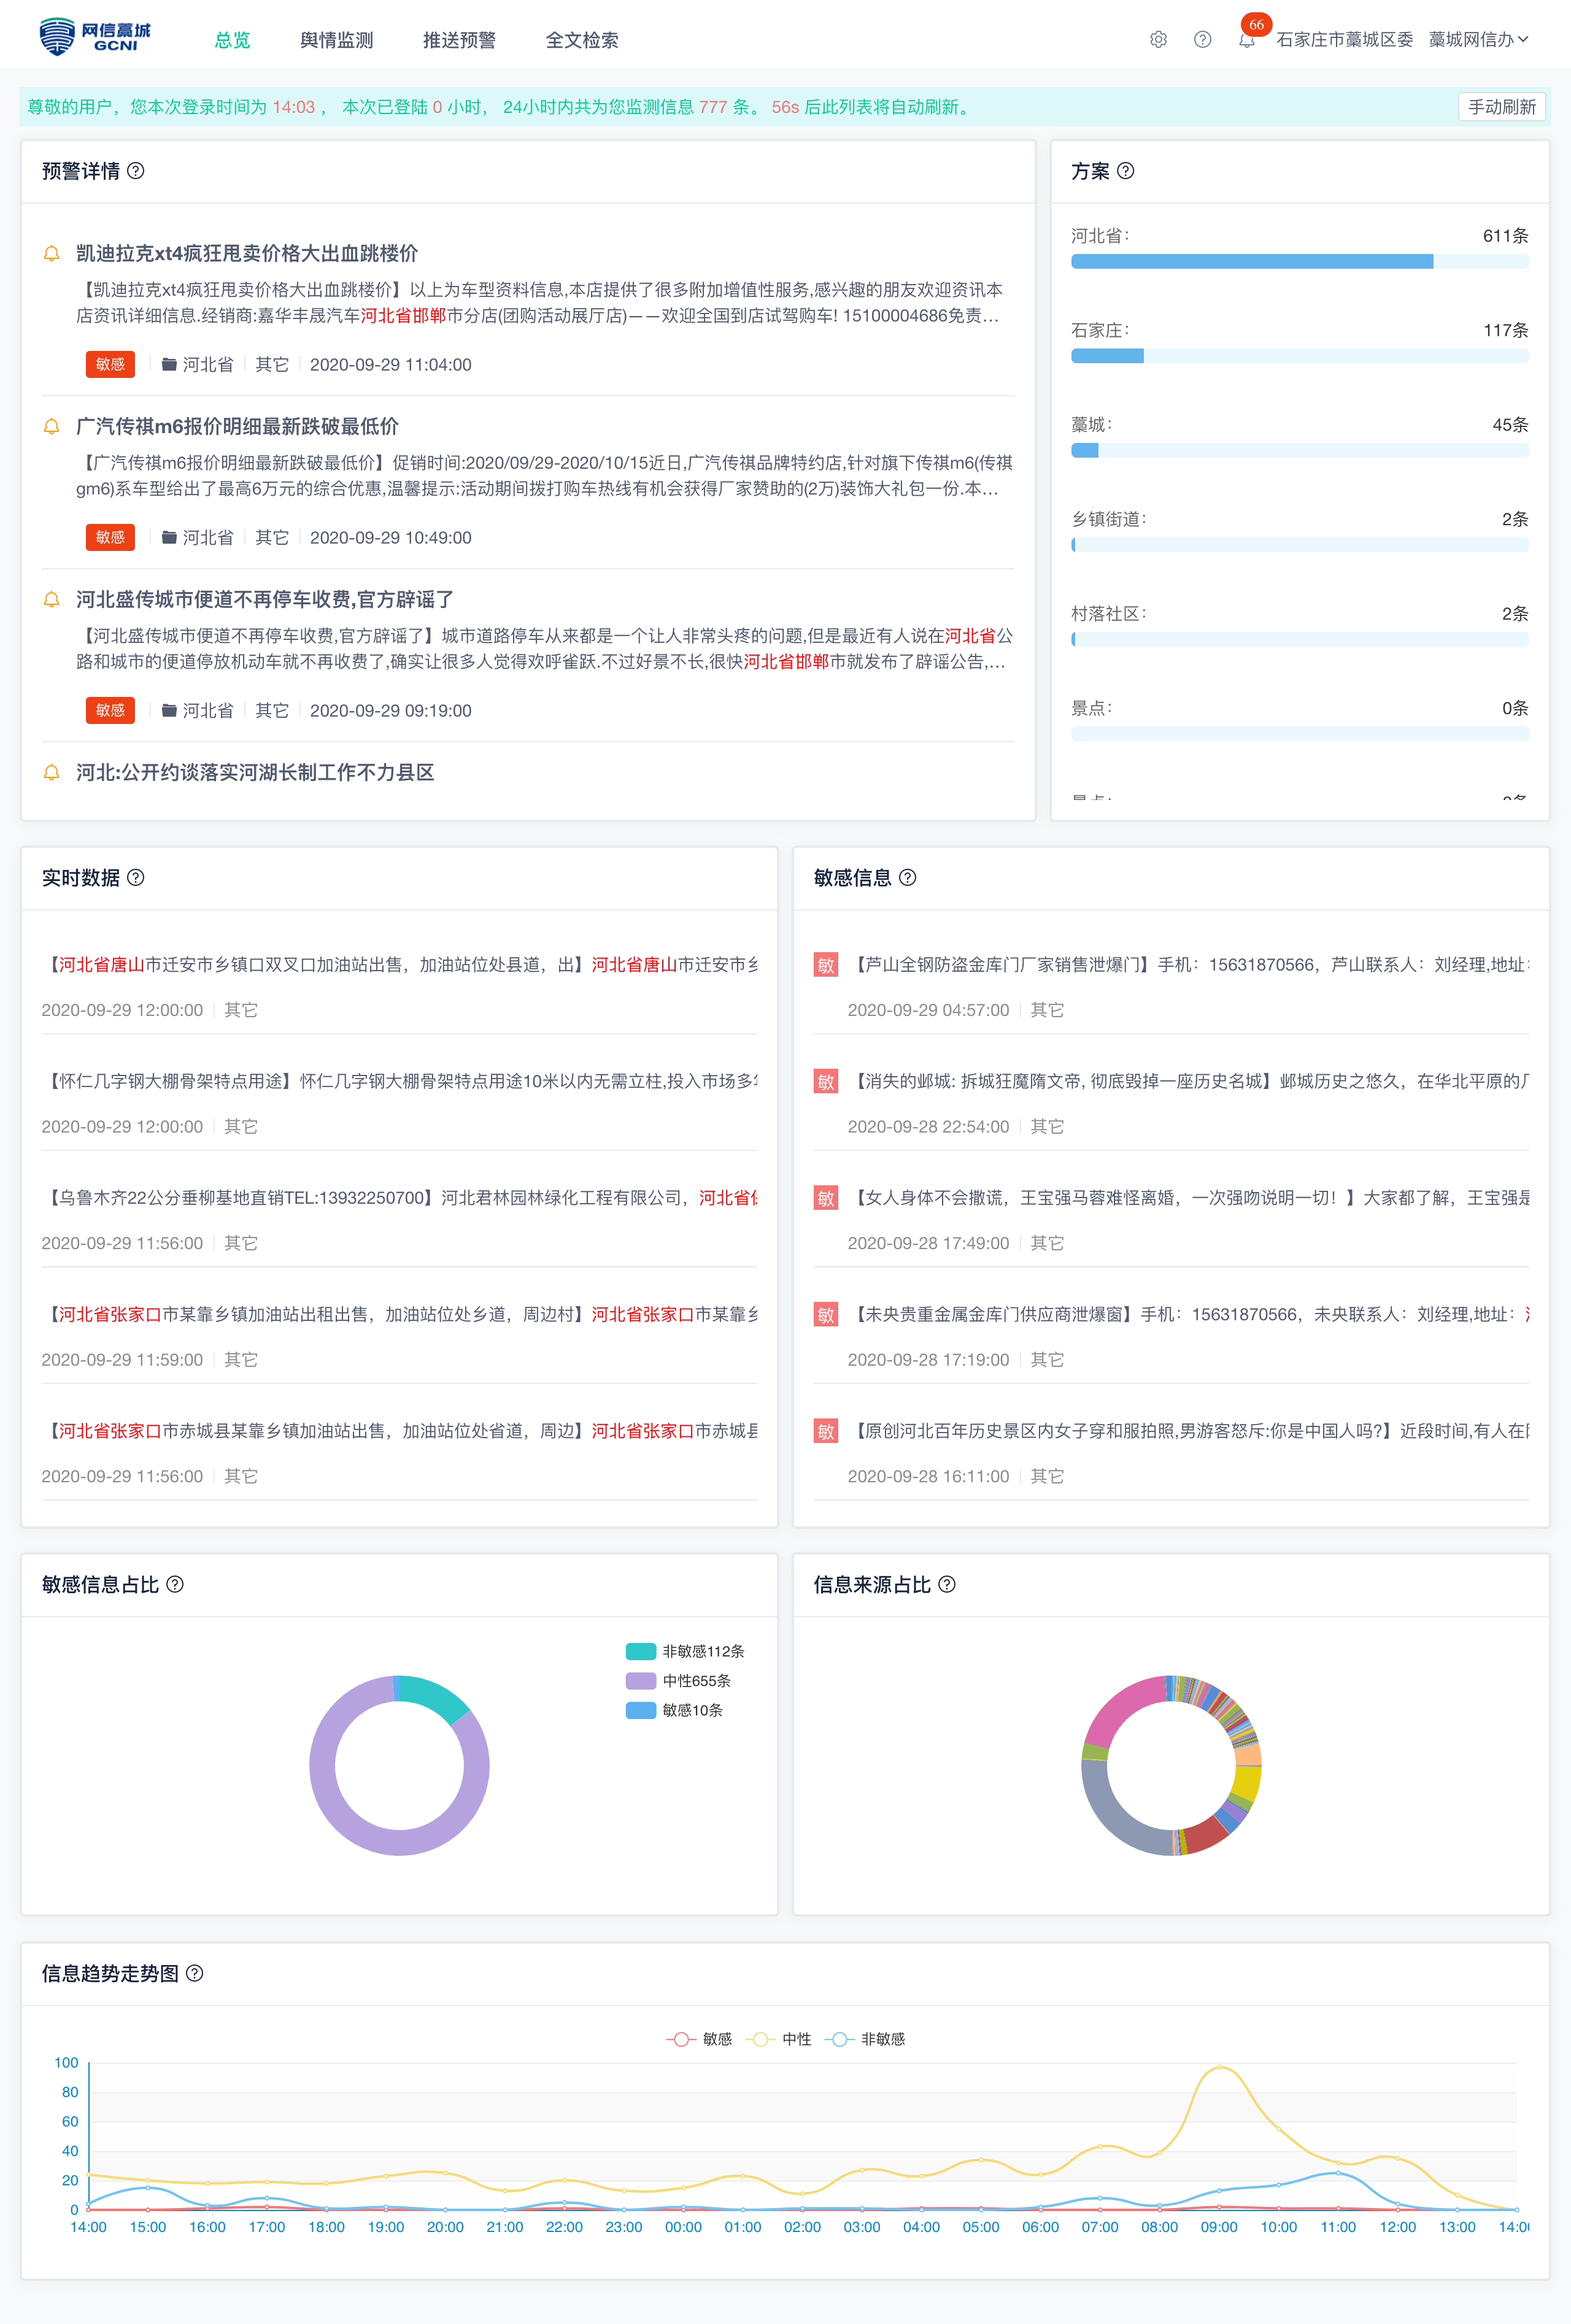 网信藁城
GCNI
总览 舆情监测 推送预警 全文检索
66
石家庄市藁城区委 藁城网信办
尊敬的用户，您本次登录时间为 14:03 ， 本次已登陆 0 小时， 24小时内共为您监测信息 777 条。 56s 后此列表将自动刷新。
手动刷新
预警详情
凯迪拉克xt4疯狂甩卖价格大出血跳楼价
【凯迪拉克xt4疯狂甩卖价格大出血跳楼价】以上为车型资料信息,本店提供了很多附加增值性服务,感兴趣的朋友欢迎资讯本
店资讯详细信息.经销商:嘉华丰晟汽车河北省邯郸市分店(团购活动展厅店)——欢迎全国到店试驾购车! 15100004686免责…
敏感 河北省 其它 2020-09-29 11:04:00
广汽传祺m6报价明细最新跌破最低价
【广汽传祺m6报价明细最新跌破最低价】促销时间:2020/09/29-2020/10/15近日,广汽传祺品牌特约店,针对旗下传祺m6(传祺
gm6)系车型给出了最高6万元的综合优惠,温馨提示:活动期间拨打购车热线有机会获得厂家赞助的(2万)装饰大礼包一份.本…
敏感 河北省 其它 2020-09-29 10:49:00
河北盛传城市便道不再停车收费,官方辟谣了
【河北盛传城市便道不再停车收费,官方辟谣了】城市道路停车从来都是一个让人非常头疼的问题,但是最近有人说在河北省公
路和城市的便道停放机动车就不再收费了,确实让很多人觉得欢呼雀跃.不过好景不长,很快河北省邯郸市就发布了辟谣公告,…
敏感 河北省 其它 2020-09-29 09:19:00
河北:公开约谈落实河湖长制工作不力县区
方案
河北省: 611条
石家庄: 117条
藁城: 45条
乡镇街道: 2条
村落社区: 2条
景点: 0条
实时数据
【河北省唐山市迁安市乡镇口双叉口加油站出售，加油站位处县道，出】河北省唐山市迁安市乡
2020-09-29 12:00:00 其它
【怀仁几字钢大棚骨架特点用途】怀仁几字钢大棚骨架特点用途10米以内无需立柱,投入市场多
2020-09-29 12:00:00 其它
【乌鲁木齐22公分垂柳基地直销TEL:13932250700】河北君林园林绿化工程有限公司，河北省
2020-09-29 11:56:00 其它
【河北省张家口市某靠乡镇加油站出租出售，加油站位处乡道，周边村】河北省张家口市某靠乡
2020-09-29 11:59:00 其它
【河北省张家口市赤城县某靠乡镇加油站出售，加油站位处省道，周边】河北省张家口市赤城县
2020-09-29 11:56:00 其它
敏感信息
敏 【芦山全钢防盗金库门厂家销售泄爆门】手机：15631870566，芦山联系人：刘经理,地址:
2020-09-29 04:57:00 其它
敏 【消失的邺城: 拆城狂魔隋文帝, 彻底毁掉一座历史名城】邺城历史之悠久，在华北平原的
2020-09-28 22:54:00 其它
敏 【女人身体不会撒谎，王宝强马蓉难怪离婚，一次强吻说明一切！】大家都了解，王宝强是
2020-09-28 17:49:00 其它
敏 【未央贵重金属金库门供应商泄爆窗】手机：15631870566，未央联系人：刘经理,地址：
2020-09-28 17:19:00 其它
敏 【原创河北百年历史景区内女子穿和服拍照,男游客怒斥:你是中国人吗?】近段时间,有人在
2020-09-28 16:11:00 其它
敏感信息占比
非敏感112条
中性655条
敏感10条
信息来源占比
信息趋势走势图
敏感 中性 非敏感
100
80
60
40
20
0
14:00 15:00 16:00 17:00 18:00 19:00 20:00 21:00 22:00 23:00 00:00 01:00 02:00 03:00 04:00 05:00 06:00 07:00 08:00 09:00 10:00 11:00 12:00 13:00 14:0